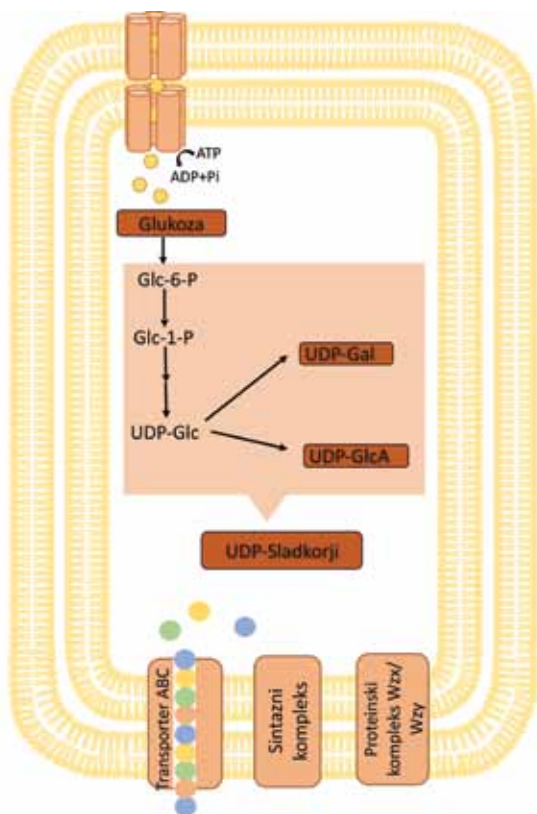 ATP
ADP+Pi
Glukoza
Glc-6-P
Glc-1-P
UDP-Gal
UDP-Glc
UDP-GlcA
UDP-Sladkorji
Transporter ABC
Sintazni
kompleks
Proteinski
kompleks Wzx/
Wzy